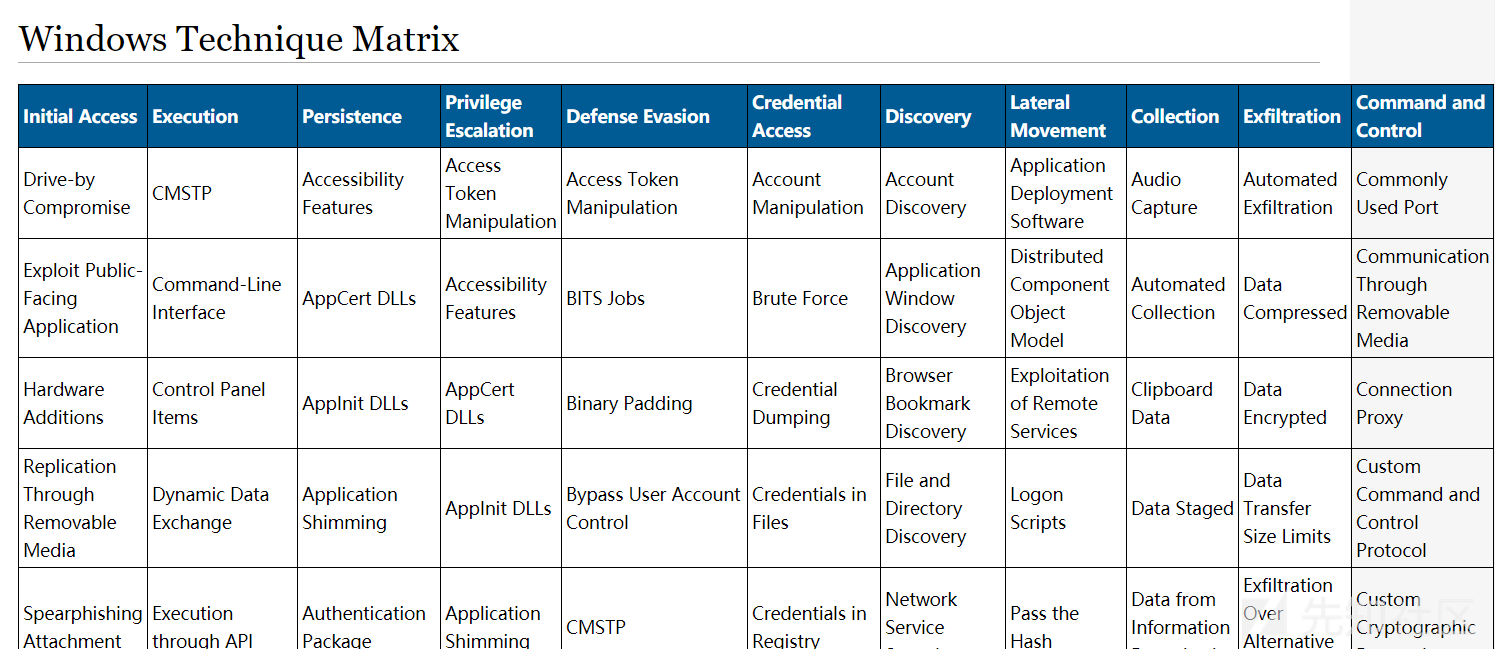 Windows Technique Matrix
Initial Access Execution Persistence Privilege Escalation Defense Evasion Credential Access Discovery Lateral Movement Collection Exfiltration Command and Control
Drive-by Compromise CMSTP Accessibility Features Access Token Manipulation Access Token Manipulation Account Manipulation Account Discovery Application Deployment Software Audio Capture Automated Exfiltration Commonly Used Port
Exploit Public-Facing Application Command-Line Interface AppCert DLLs Accessibility Features BITS Jobs Brute Force Application Window Discovery Distributed Component Object Model Automated Collection Data Compressed Communication Through Removable Media
Hardware Additions Control Panel Items AppInit DLLs AppCert DLLs Binary Padding Credential Dumping Browser Bookmark Discovery Exploitation of Remote Services Clipboard Data Data Encrypted Connection Proxy
Replication Through Removable Media Dynamic Data Exchange Application Shimming AppInit DLLs Bypass User Account Control Credentials in Files File and Directory Discovery Logon Scripts Data Staged Data Transfer Size Limits Custom Command and Control Protocol
Spearphishing Attachment Execution through API Authentication Package Application Shimming CMSTP Credentials in Registry Network Service Pass the Hash Data from Information Exfiltration Over Alternative Custom Cryptographic
先知社区